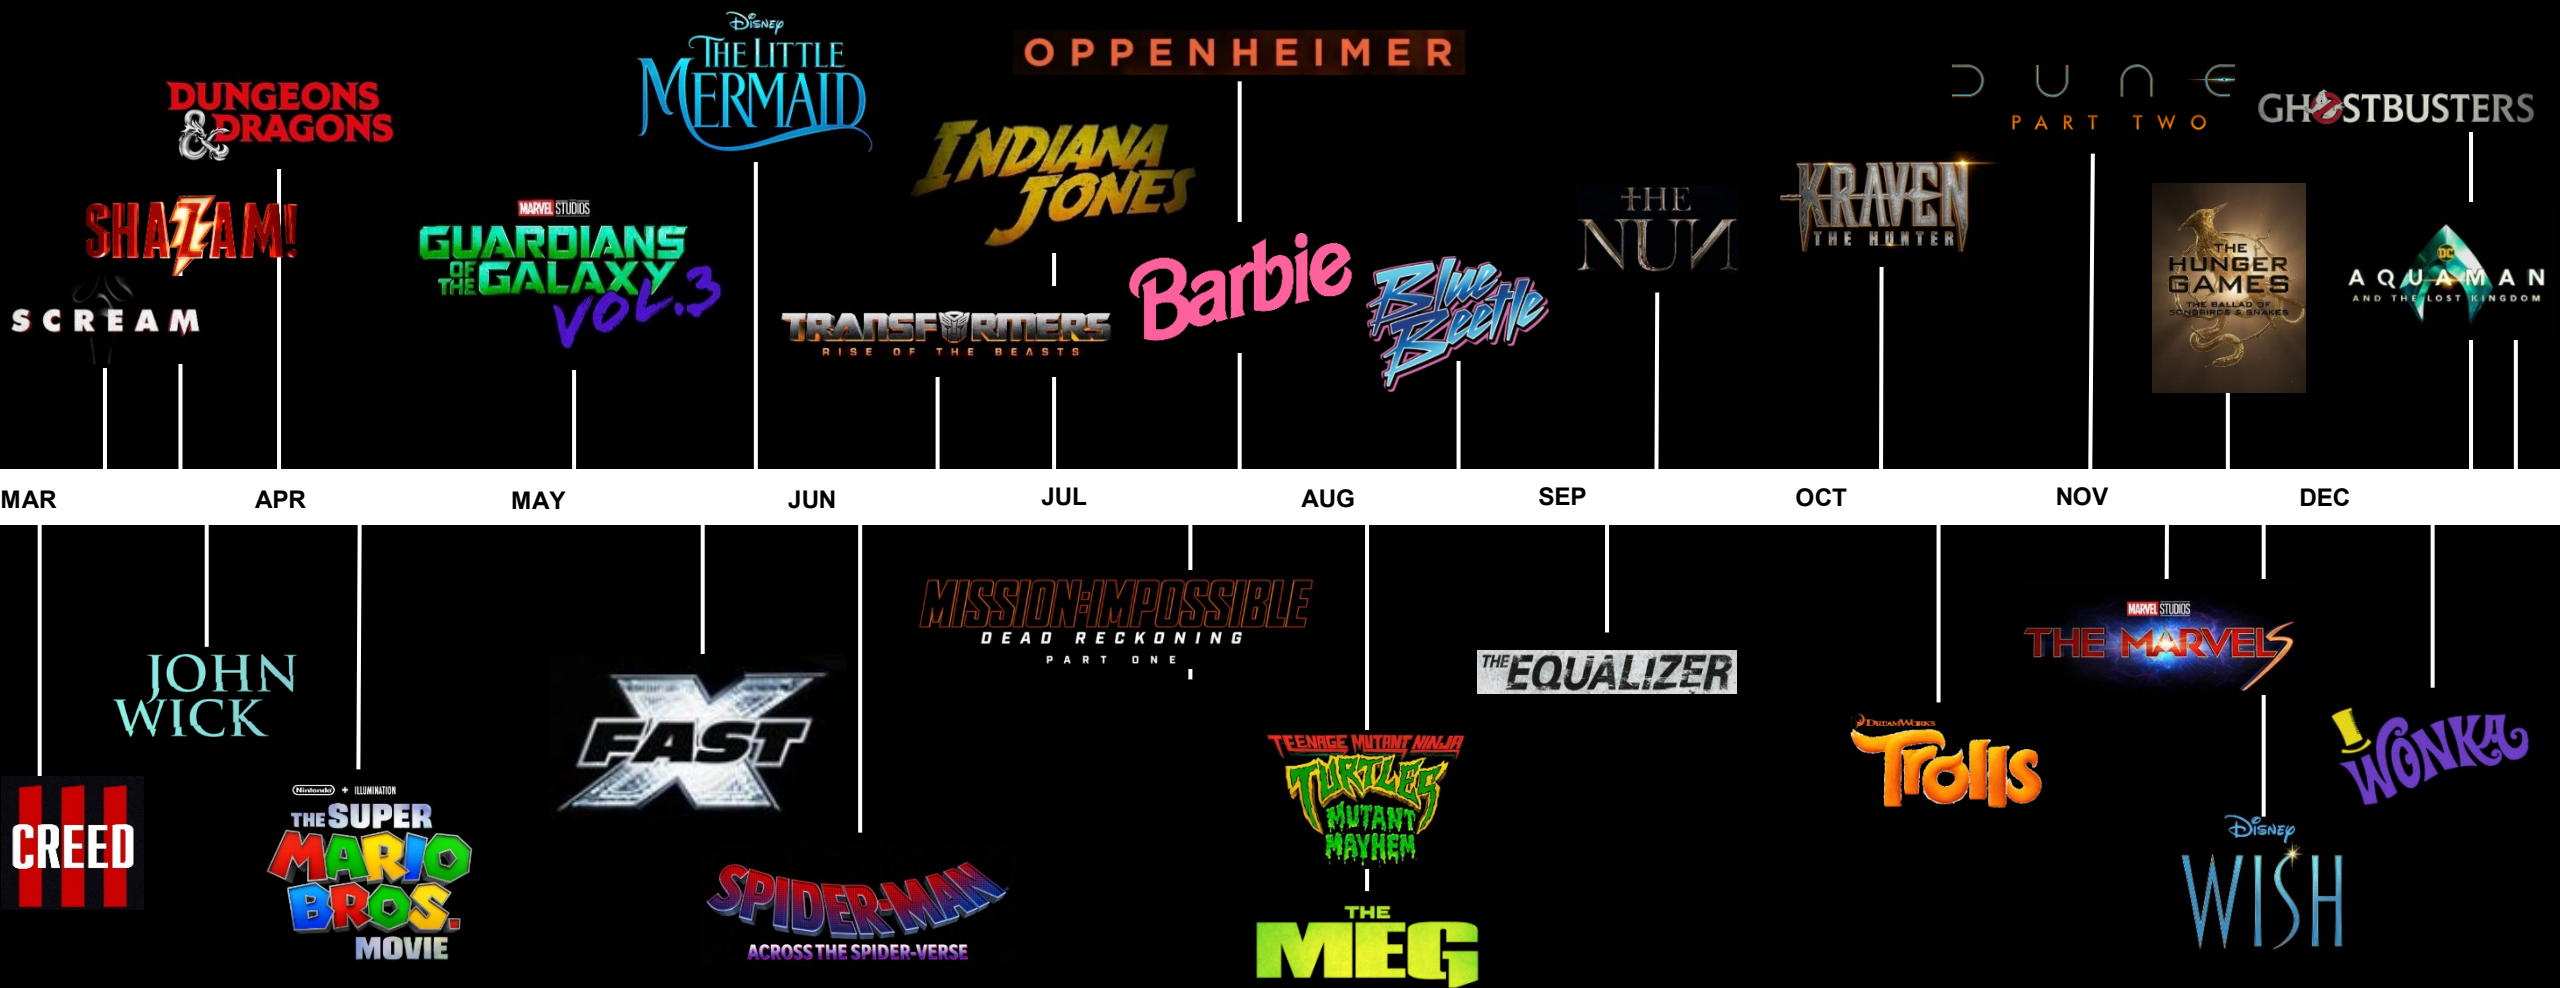 DISNEY
THE LITTLE
MERMAID
OPPENHEIMER
DUNE
PART TWO
GHOSTBUSTERS
DUNGEONS
& DRAGONS
INDIANA
JONES
KRAVEN
THE HUNTER
SHAZAM!
MARVEL STUDIOS
GUARDIANS
OF THE GALAXY
VOL.3
THE
NUN
Barbie
Blue
Beetle
THE
HUNGER
GAMES
THE BALLAD OF
SONGBIRDS & SNAKES
DC
AQUAMAN
AND THE LOST KINGDOM
SCREAM
TRANSFORMERS
RISE OF THE BEASTS
MAR APR MAY JUN JUL AUG SEP OCT NOV DEC
MISSION:IMPOSSIBLE
DEAD RECKONING
PART ONE
MARVEL STUDIOS
THE MARVELS
JOHN
WICK
THE EQUALIZER
FAST X
DREAMWORKS
Trolls
WONKA
TEENAGE MUTANT NINJA
TURTLES
MUTANT
MAYHEM
CREED
III
Nintendo + ILLUMINATION
THE SUPER
MARIO
BROS.
MOVIE
SPIDER-MAN
ACROSS THE SPIDER-VERSE
DISNEY
WISH
THE
MEG